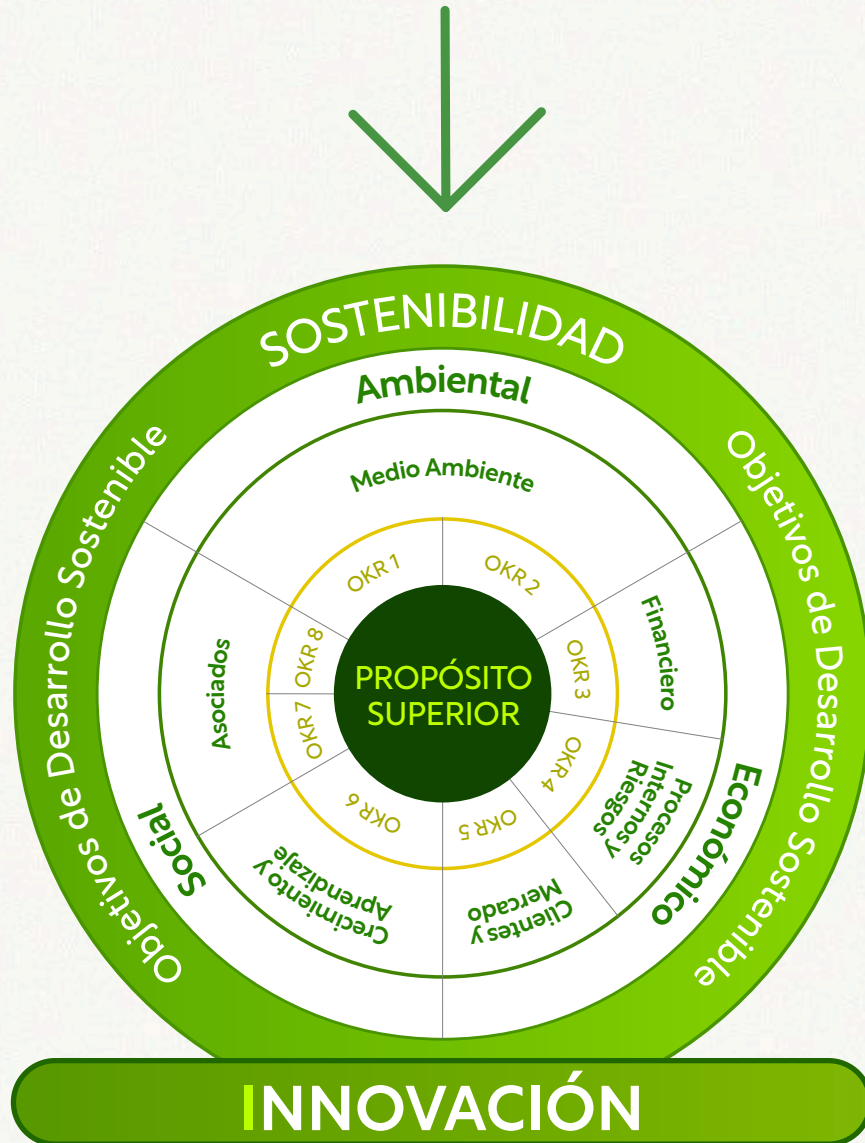 SOSTENIBILIDAD
Objetivos de Desarrollo Sostenible
Objetivos de Desarrollo Sostenible
Ambiental
Económico
Social
Medio Ambiente
Financiero
Procesos
Internos y
Riesgos
Clientes y
Mercado
Crecimiento y
Aprendizaje
Asociados
OKR 1
OKR 2
OKR 3
OKR 4
OKR 5
OKR 6
OKR 7
OKR 8
PROPÓSITO
SUPERIOR
INNOVACIÓN